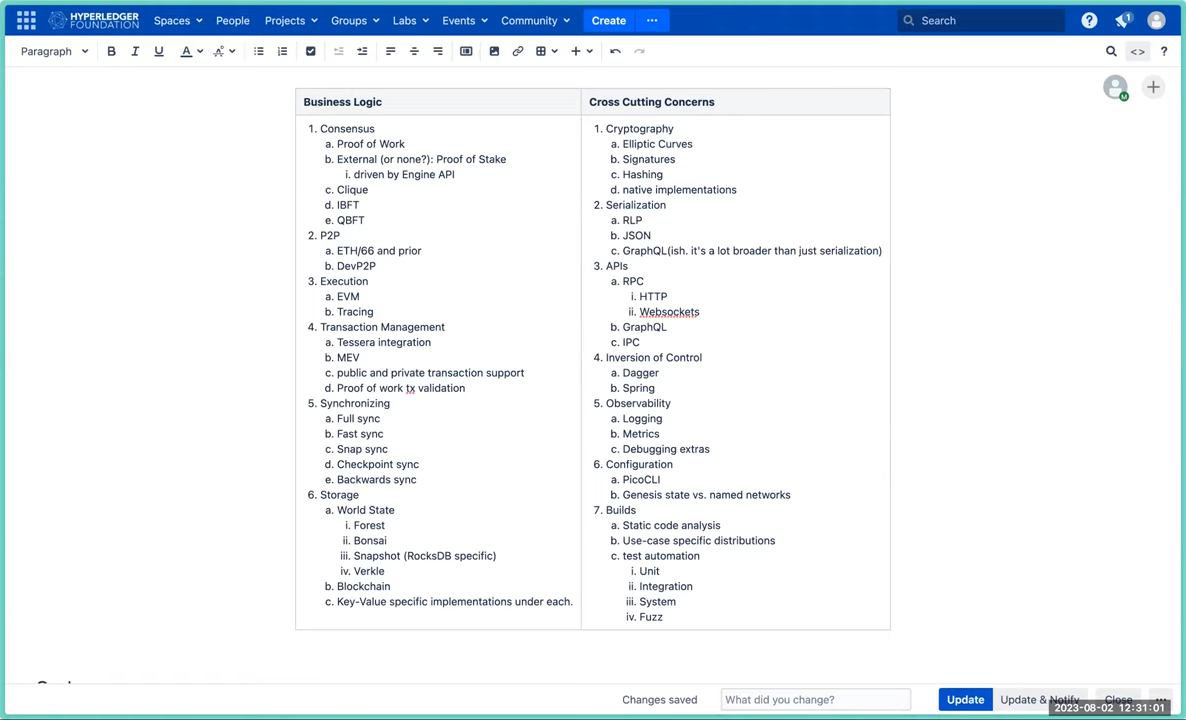 HYPERLEDGER FOUNDATION Spaces People Projects Groups Labs Events Community Create ... Search ? 1
Paragraph B I U A <> ?
M +
Business Logic
1. Consensus
a. Proof of Work
b. External (or none?): Proof of Stake
i. driven by Engine API
c. Clique
d. IBFT
e. QBFT
2. P2P
a. ETH/66 and prior
b. DevP2P
3. Execution
a. EVM
b. Tracing
4. Transaction Management
a. Tessera integration
b. MEV
c. public and private transaction support
d. Proof of work tx validation
5. Synchronizing
a. Full sync
b. Fast sync
c. Snap sync
d. Checkpoint sync
e. Backwards sync
6. Storage
a. World State
i. Forest
ii. Bonsai
iii. Snapshot (RocksDB specific)
iv. Verkle
b. Blockchain
c. Key-Value specific implementations under each.
Cross Cutting Concerns
1. Cryptography
a. Elliptic Curves
b. Signatures
c. Hashing
d. native implementations
2. Serialization
a. RLP
b. JSON
c. GraphQL(ish. it's a lot broader than just serialization)
3. APIs
a. RPC
i. HTTP
ii. Websockets
b. GraphQL
c. IPC
4. Inversion of Control
a. Dagger
b. Spring
5. Observability
a. Logging
b. Metrics
c. Debugging extras
6. Configuration
a. PicoCLI
b. Genesis state vs. named networks
7. Builds
a. Static code analysis
b. Use-case specific distributions
c. test automation
i. Unit
ii. Integration
iii. System
iv. Fuzz
Changes saved What did you change? Update Update & Notify Close ...
2023-08-02 12:31:01